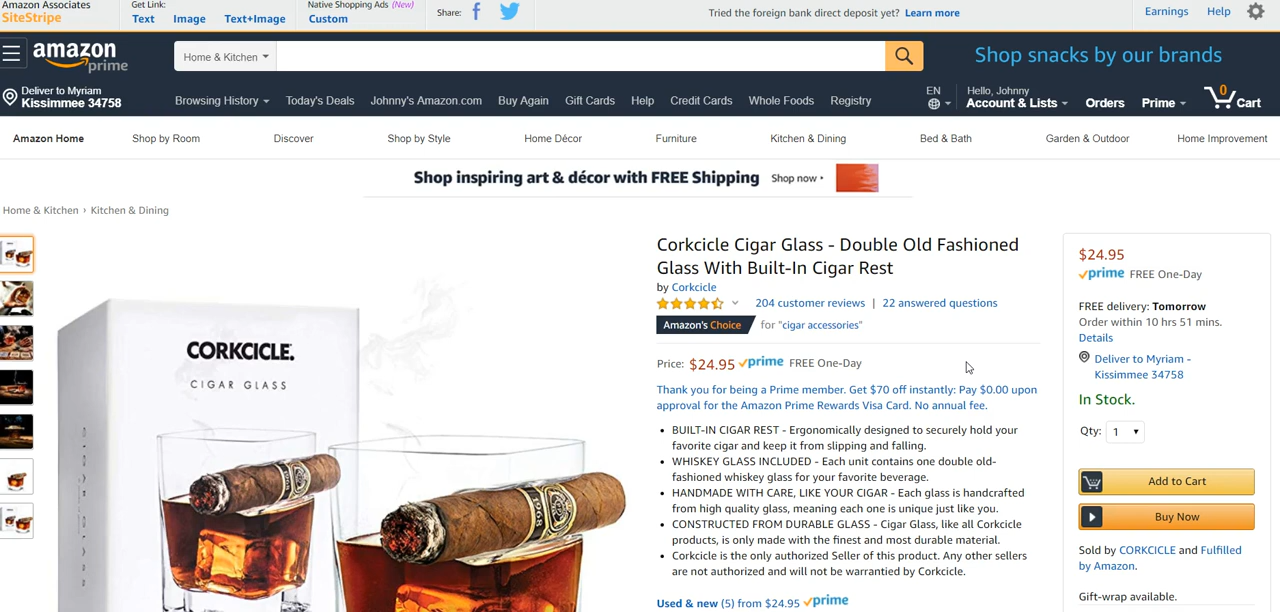 Amazon Associates
SiteStripe
Get Link:
Text Image Text+Image
Native Shopping Ads (New)
Custom
Share:
Tried the foreign bank direct deposit yet? Learn more
Earnings Help
amazon
prime
Home & Kitchen
Shop snacks by our brands
Deliver to Myriam
Kissimmee 34758
Browsing History Today's Deals Johnny's Amazon.com Buy Again Gift Cards Help Credit Cards Whole Foods Registry
EN
Hello, Johnny
Account & Lists Orders Prime 0 Cart
Amazon Home Shop by Room Discover Shop by Style Home Décor Furniture Kitchen & Dining Bed & Bath Garden & Outdoor Home Improvement
Shop inspiring art & décor with FREE Shipping Shop now
Home & Kitchen › Kitchen & Dining
CORKCICLE.
CIGAR GLASS
1968
Corkcicle Cigar Glass - Double Old Fashioned
Glass With Built-In Cigar Rest
by Corkcicle
204 customer reviews | 22 answered questions
Amazon's Choice for "cigar accessories"
Price: $24.95 prime FREE One-Day
Thank you for being a Prime member. Get $70 off instantly: Pay $0.00 upon
approval for the Amazon Prime Rewards Visa Card. No annual fee.
• BUILT-IN CIGAR REST - Ergonomically designed to securely hold your
favorite cigar and keep it from slipping and falling.
• WHISKEY GLASS INCLUDED - Each unit contains one double old-
fashioned whiskey glass for your favorite beverage.
• HANDMADE WITH CARE, LIKE YOUR CIGAR - Each glass is handcrafted
from high quality glass, meaning each one is unique just like you.
• CONSTRUCTED FROM DURABLE GLASS - Cigar Glass, like all Corkcicle
products, is only made with the finest and most durable material.
• Corkcicle is the only authorized Seller of this product. Any other sellers
are not authorized and will not be warrantied by Corkcicle.
Used & new (5) from $24.95 prime
$24.95
prime FREE One-Day
FREE delivery: Tomorrow
Order within 10 hrs 51 mins.
Details
Deliver to Myriam -
Kissimmee 34758
In Stock.
Qty: 1
Add to Cart
Buy Now
Sold by CORKCICLE and Fulfilled
by Amazon.
Gift-wrap available.